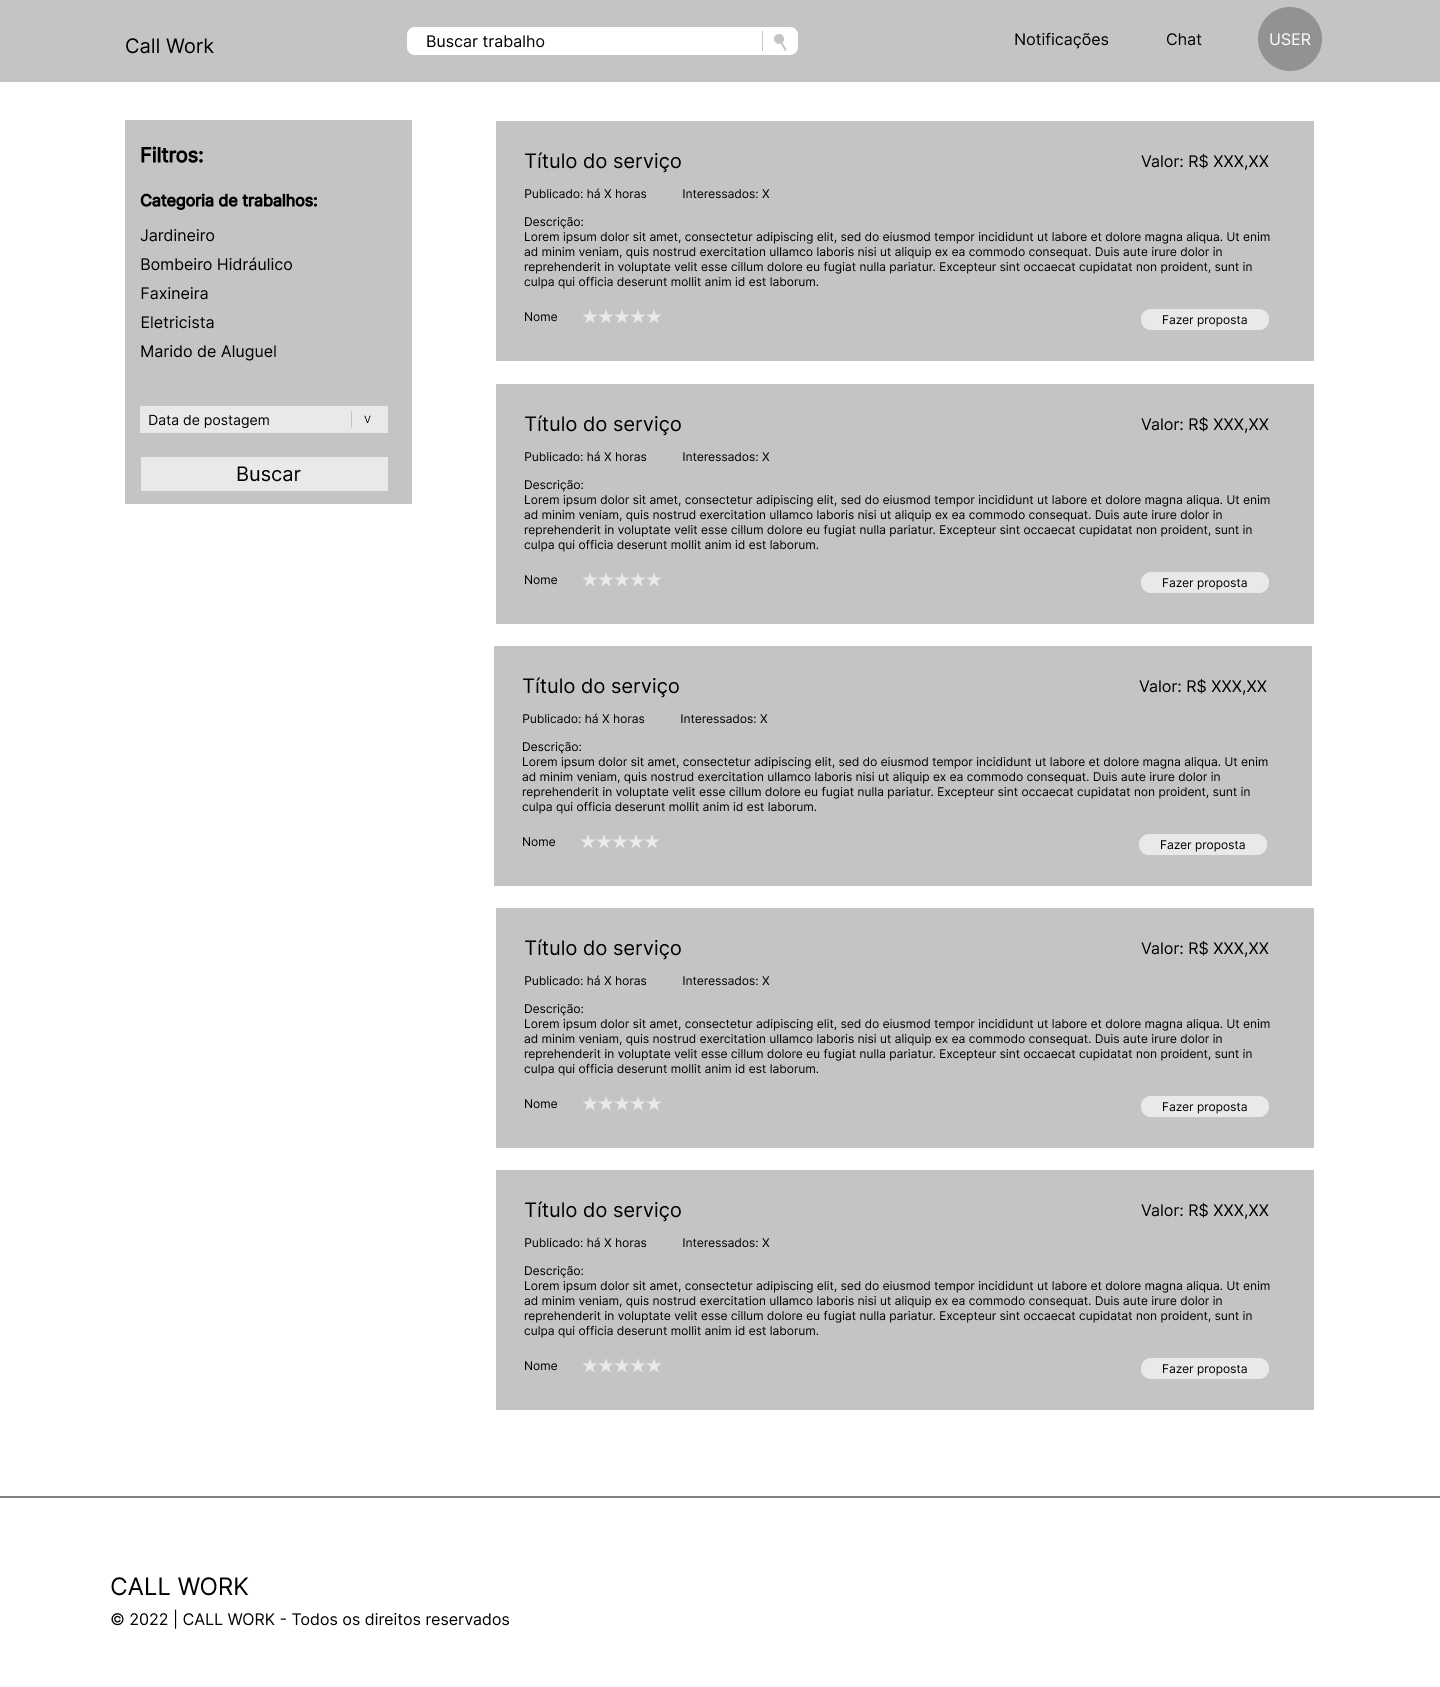 Call Work
Buscar trabalho
Notificações
Chat
USER
Filtros:
Categoria de trabalhos:
Jardineiro
Bombeiro Hidráulico
Faxineira
Eletricista
Marido de Aluguel
Data de postagem
V
Buscar
Título do serviço
Valor: R$ XXX,XX
Publicado: há X horas
Interessados: X
Descrição:
Lorem ipsum dolor sit amet, consectetur adipiscing elit, sed do eiusmod tempor incididunt ut labore et dolore magna aliqua. Ut enim
ad minim veniam, quis nostrud exercitation ullamco laboris nisi ut aliquip ex ea commodo consequat. Duis aute irure dolor in
reprehenderit in voluptate velit esse cillum dolore eu fugiat nulla pariatur. Excepteur sint occaecat cupidatat non proident, sunt in
culpa qui officia deserunt mollit anim id est laborum.
Nome
Fazer proposta
Título do serviço
Valor: R$ XXX,XX
Publicado: há X horas
Interessados: X
Descrição:
Lorem ipsum dolor sit amet, consectetur adipiscing elit, sed do eiusmod tempor incididunt ut labore et dolore magna aliqua. Ut enim
ad minim veniam, quis nostrud exercitation ullamco laboris nisi ut aliquip ex ea commodo consequat. Duis aute irure dolor in
reprehenderit in voluptate velit esse cillum dolore eu fugiat nulla pariatur. Excepteur sint occaecat cupidatat non proident, sunt in
culpa qui officia deserunt mollit anim id est laborum.
Nome
Fazer proposta
Título do serviço
Valor: R$ XXX,XX
Publicado: há X horas
Interessados: X
Descrição:
Lorem ipsum dolor sit amet, consectetur adipiscing elit, sed do eiusmod tempor incididunt ut labore et dolore magna aliqua. Ut enim
ad minim veniam, quis nostrud exercitation ullamco laboris nisi ut aliquip ex ea commodo consequat. Duis aute irure dolor in
reprehenderit in voluptate velit esse cillum dolore eu fugiat nulla pariatur. Excepteur sint occaecat cupidatat non proident, sunt in
culpa qui officia deserunt mollit anim id est laborum.
Nome
Fazer proposta
Título do serviço
Valor: R$ XXX,XX
Publicado: há X horas
Interessados: X
Descrição:
Lorem ipsum dolor sit amet, consectetur adipiscing elit, sed do eiusmod tempor incididunt ut labore et dolore magna aliqua. Ut enim
ad minim veniam, quis nostrud exercitation ullamco laboris nisi ut aliquip ex ea commodo consequat. Duis aute irure dolor in
reprehenderit in voluptate velit esse cillum dolore eu fugiat nulla pariatur. Excepteur sint occaecat cupidatat non proident, sunt in
culpa qui officia deserunt mollit anim id est laborum.
Nome
Fazer proposta
Título do serviço
Valor: R$ XXX,XX
Publicado: há X horas
Interessados: X
Descrição:
Lorem ipsum dolor sit amet, consectetur adipiscing elit, sed do eiusmod tempor incididunt ut labore et dolore magna aliqua. Ut enim
ad minim veniam, quis nostrud exercitation ullamco laboris nisi ut aliquip ex ea commodo consequat. Duis aute irure dolor in
reprehenderit in voluptate velit esse cillum dolore eu fugiat nulla pariatur. Excepteur sint occaecat cupidatat non proident, sunt in
culpa qui officia deserunt mollit anim id est laborum.
Nome
Fazer proposta
CALL WORK
© 2022 | CALL WORK - Todos os direitos reservados